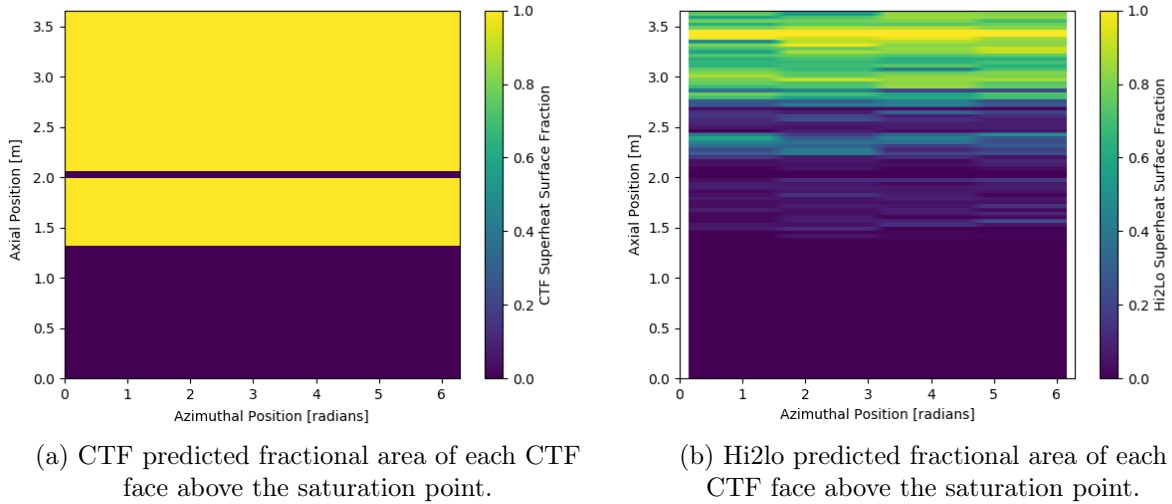 3.5
3.0
2.5
2.0
1.5
1.0
0.5
0.0
Axial Position [m]
0 1 2 3 4 5 6
Azimuthal Position [radians]
1.0
0.8
0.6
0.4
0.2
0.0
CTF Superheat Surface Fraction
(a) CTF predicted fractional area of each CTF
face above the saturation point.
3.5
3.0
2.5
2.0
1.5
1.0
0.5
0.0
Axial Position [m]
0 1 2 3 4 5 6
Azimuthal Position [radians]
1.0
0.8
0.6
0.4
0.2
0.0
Hi2Lo Superheat Surface Fraction
(b) Hi2lo predicted fractional area of each
CTF face above the saturation point.